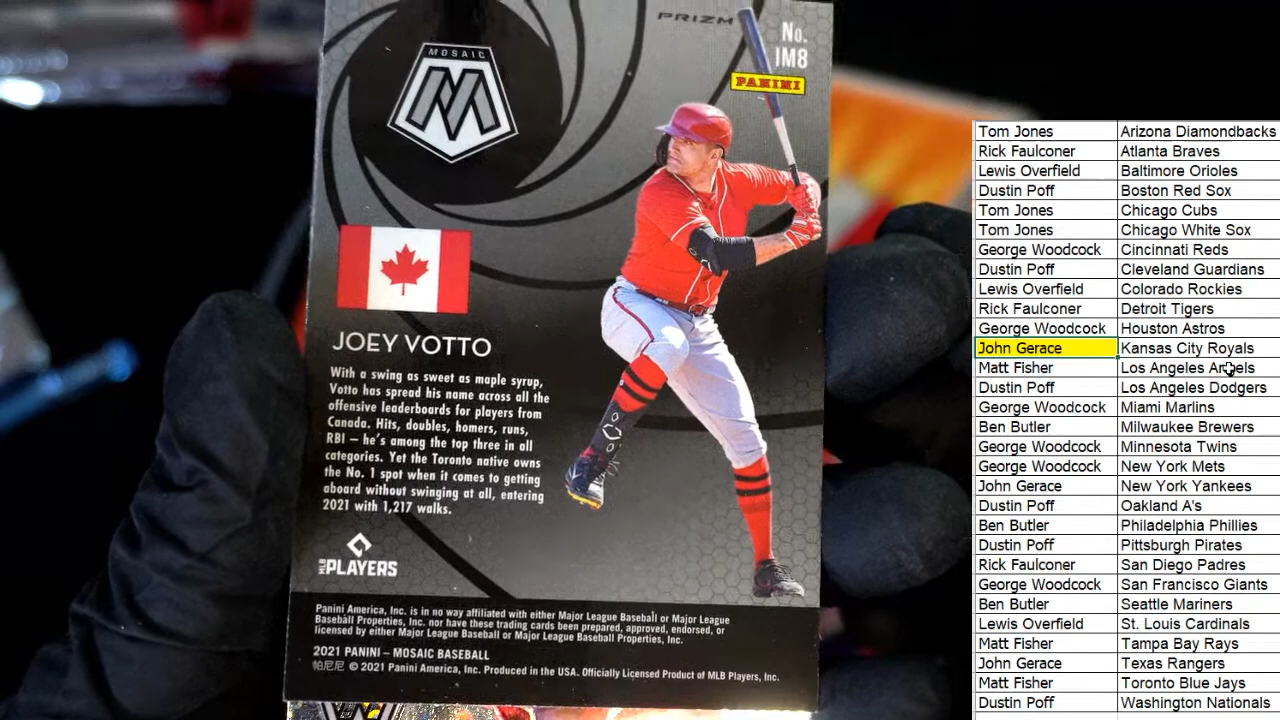 PRIZM
No.
IM8
PANINI
MOSAIC
M
JOEY VOTTO
With a swing as sweet as maple syrup,
Votto has spread his name across all the
offensive leaderboards for players from
Canada. Hits, doubles, homers, runs,
RBI – he's among the top three in all
categories. Yet the Toronto native owns
the No. 1 spot when it comes to getting
aboard without swinging at all, entering
2021 with 1,217 walks.
MLB PLAYERS
Panini America, Inc. is in no way affiliated with either Major League Baseball or Major League
Baseball Properties, Inc. nor have these trading cards been prepared, approved, endorsed, or
licensed by either Major League Baseball or Major League Baseball Properties, Inc.
2021 PANINI – MOSAIC BASEBALL
帕尼尼 © 2021 Panini America, Inc. Produced in the USA. Officially Licensed Product of MLB Players, Inc.
Tom Jones Arizona Diamondbacks
Rick Faulconer Atlanta Braves
Lewis Overfield Baltimore Orioles
Dustin Poff Boston Red Sox
Tom Jones Chicago Cubs
Tom Jones Chicago White Sox
George Woodcock Cincinnati Reds
Dustin Poff Cleveland Guardians
Lewis Overfield Colorado Rockies
Rick Faulconer Detroit Tigers
George Woodcock Houston Astros
John Gerace Kansas City Royals
Matt Fisher Los Angeles Angels
Dustin Poff Los Angeles Dodgers
George Woodcock Miami Marlins
Ben Butler Milwaukee Brewers
George Woodcock Minnesota Twins
George Woodcock New York Mets
John Gerace New York Yankees
Dustin Poff Oakland A's
Ben Butler Philadelphia Phillies
Dustin Poff Pittsburgh Pirates
Rick Faulconer San Diego Padres
George Woodcock San Francisco Giants
Ben Butler Seattle Mariners
Lewis Overfield St. Louis Cardinals
Matt Fisher Tampa Bay Rays
John Gerace Texas Rangers
Matt Fisher Toronto Blue Jays
Dustin Poff Washington Nationals